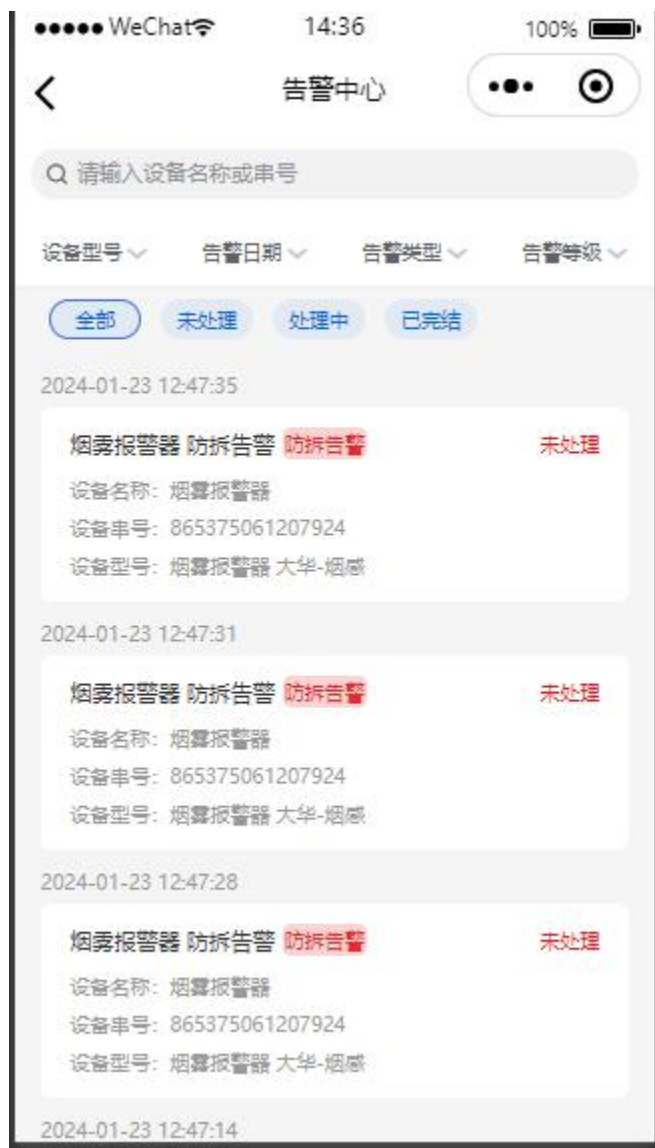 WeChat 14:36 100%
告警中心
请输入设备名称或串号
设备型号 告警日期 告警类型 告警等级
全部 未处理 处理中 已完结
2024-01-23 12:47:35
烟雾报警器 防拆告警 防拆告警 未处理
设备名称：烟雾报警器
设备串号：865375061207924
设备型号：烟雾报警器 大华-烟感
2024-01-23 12:47:31
烟雾报警器 防拆告警 防拆告警 未处理
设备名称：烟雾报警器
设备串号：865375061207924
设备型号：烟雾报警器 大华-烟感
2024-01-23 12:47:28
烟雾报警器 防拆告警 防拆告警 未处理
设备名称：烟雾报警器
设备串号：865375061207924
设备型号：烟雾报警器 大华-烟感
2024-01-23 12:47:14